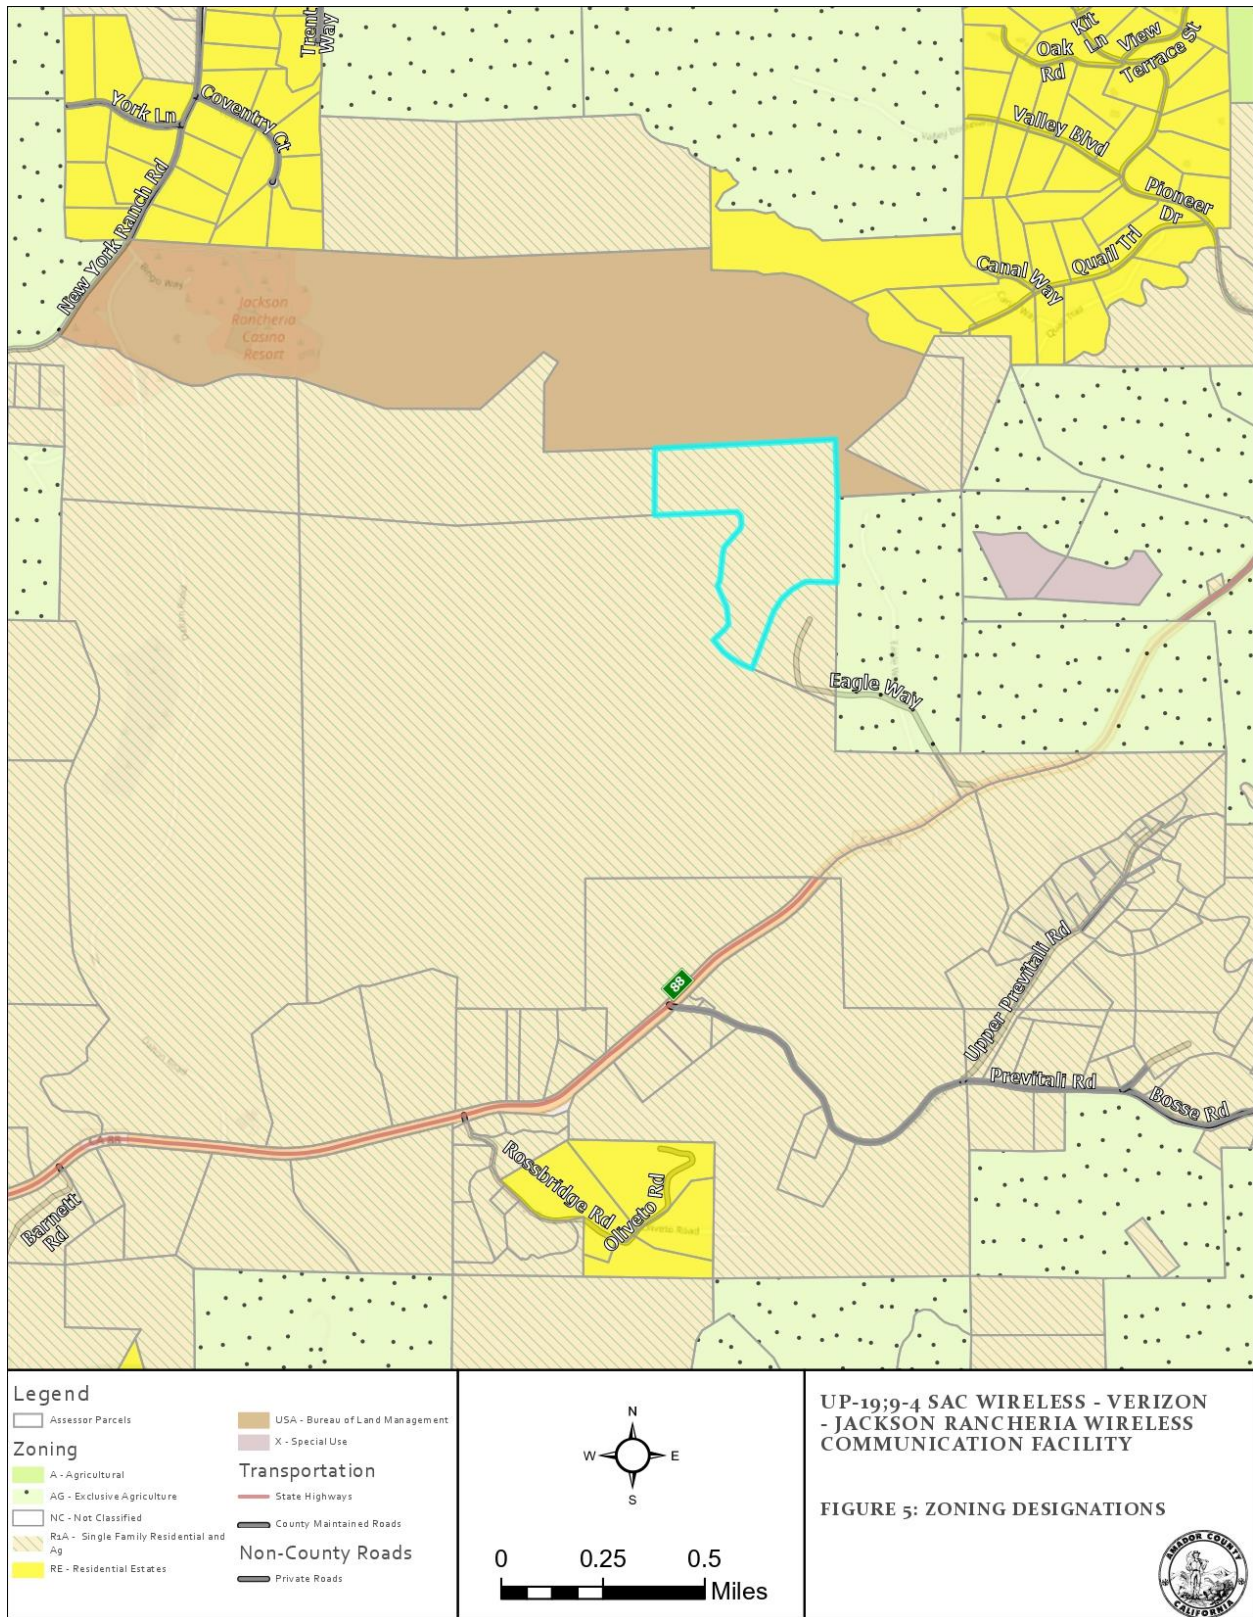 Trent
Way
Kit
Ln
View
Oak
Rd
Terrace St
York Ln
Coventry Ct
Valley Blvd
New York Ranch Rd
Pioneer
Dr
Quail Trl
Canal Way
Quail Trail
Jackson
Rancheria
Casino
Resort
Eagle Way
88
Upper Previtali Rd
Previtali Rd
Bosse Rd
CA 88
Rossbridge Rd
Oliveto Rd
Barnett
Rd
Legend
Assessor Parcels
Zoning
A - Agricultural
AG - Exclusive Agriculture
NC - Not Classified
R1A - Single Family Residential and
Ag
RE - Residential Estates
USA - Bureau of Land Management
X - Special Use
Transportation
State Highways
County Maintained Roads
Non-County Roads
Private Roads
N
W
E
S
0 0.25 0.5
Miles
UP-19;9-4 SAC WIRELESS - VERIZON
- JACKSON RANCHERIA WIRELESS
COMMUNICATION FACILITY
FIGURE 5: ZONING DESIGNATIONS
AMADOR COUNTY
CALIFORNIA